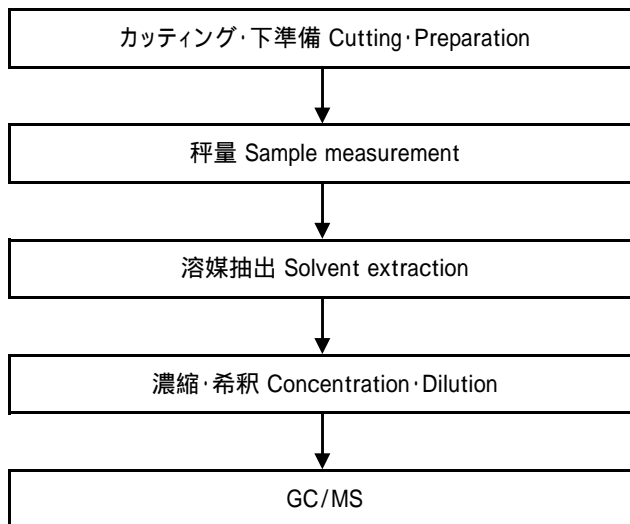 カッティング・下準備 Cutting・Preparation
秤量 Sample measurement
溶媒抽出 Solvent extraction
濃縮・希釈 Concentration・Dilution
GC/MS